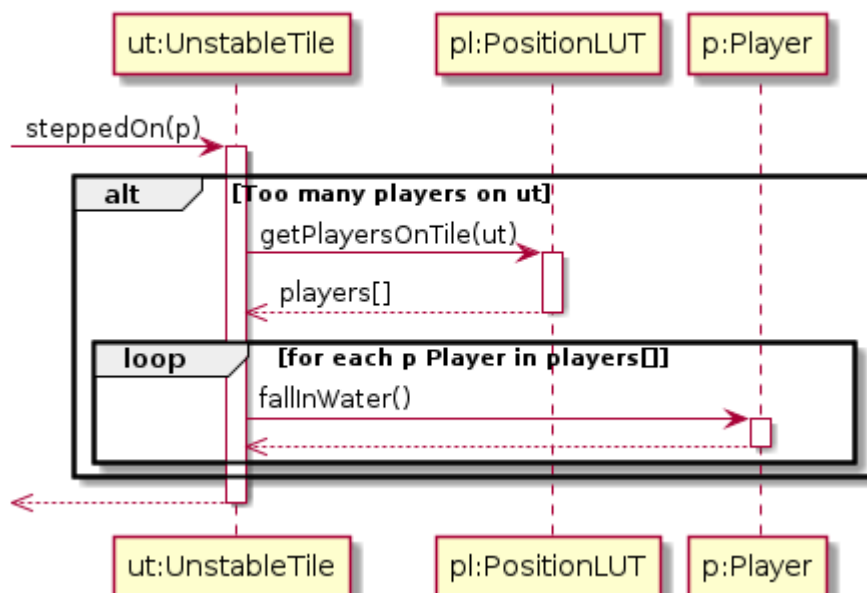 ut:UnstableTile pl:PositionLUT p:Player
steppedOn(p)
alt [Too many players on ut]
getPlayersOnTile(ut)
players[]
loop [for each p Player in players[]]
fallInWater()
ut:UnstableTile pl:PositionLUT p:Player